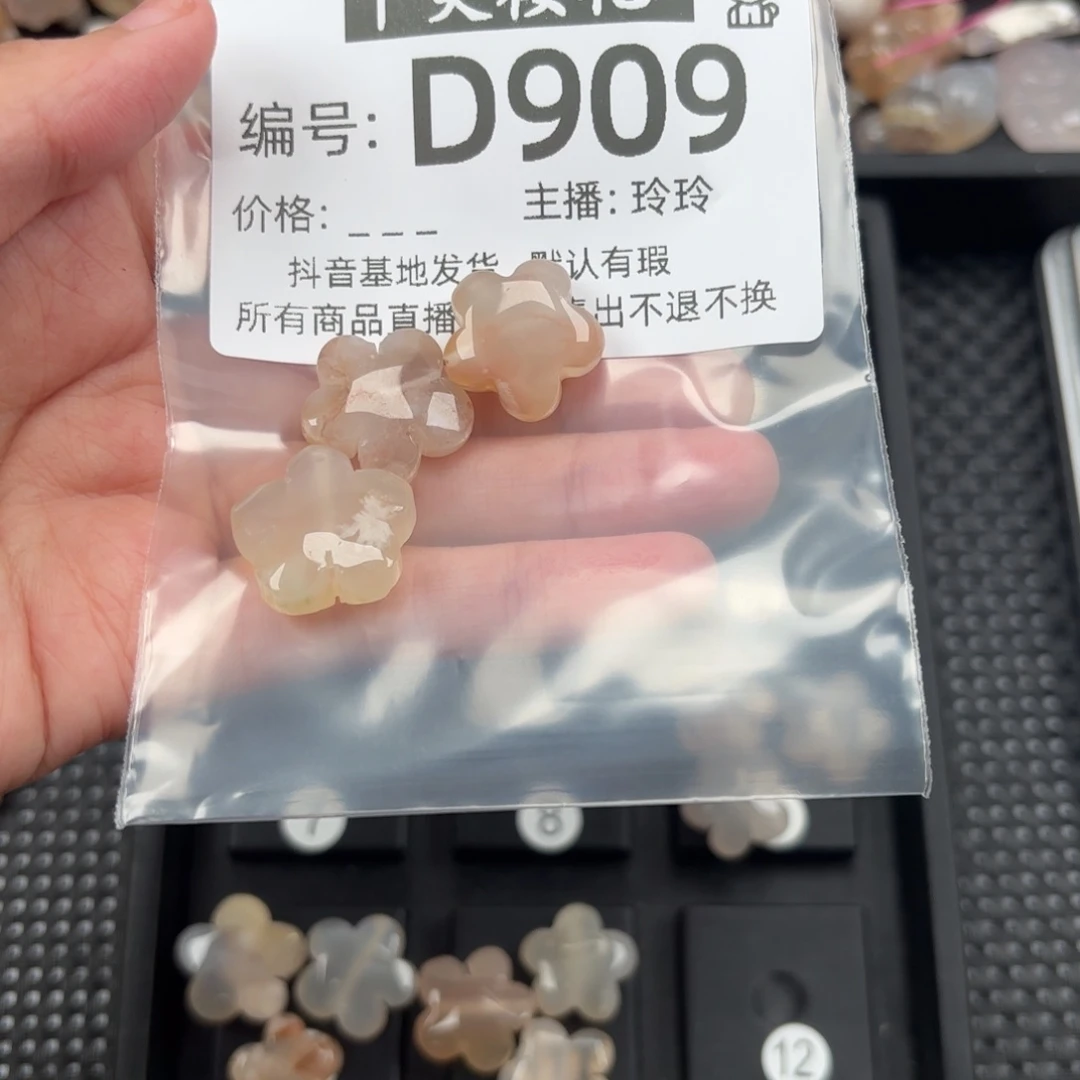 编号: D909
价格: _ _ _ 主播: 玲玲
抖音基地发货 默认有瑕
所有商品直播 出不退不换
7
8
12